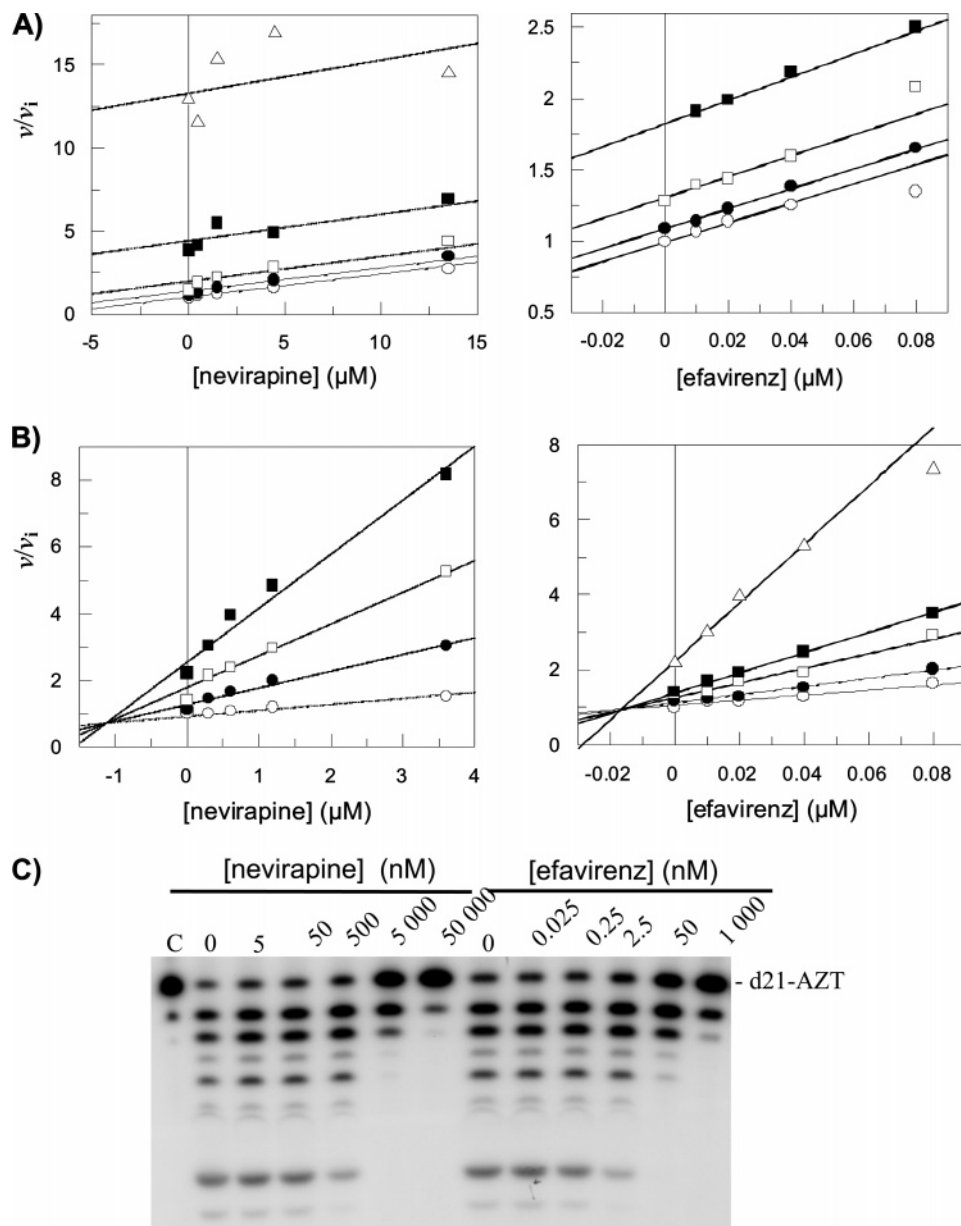 A)
v/vi
15
10
5
0
-5 0 5 10 15
[nevirapine] (µM)
2.5
2
1.5
1
0.5
-0.02 0 0.02 0.04 0.06 0.08
[efavirenz] (µM)
B)
v/vi
8
6
4
2
0
-1 0 1 2 3 4
[nevirapine] (µM)
8
6
4
2
0
-0.02 0 0.02 0.04 0.06 0.08
[efavirenz] (µM)
C)
[nevirapine] (nM) [efavirenz] (nM)
C 0 5 50 500 5 000 50 000 0 0.025 0.25 2.5 50 1 000
- d21-AZT